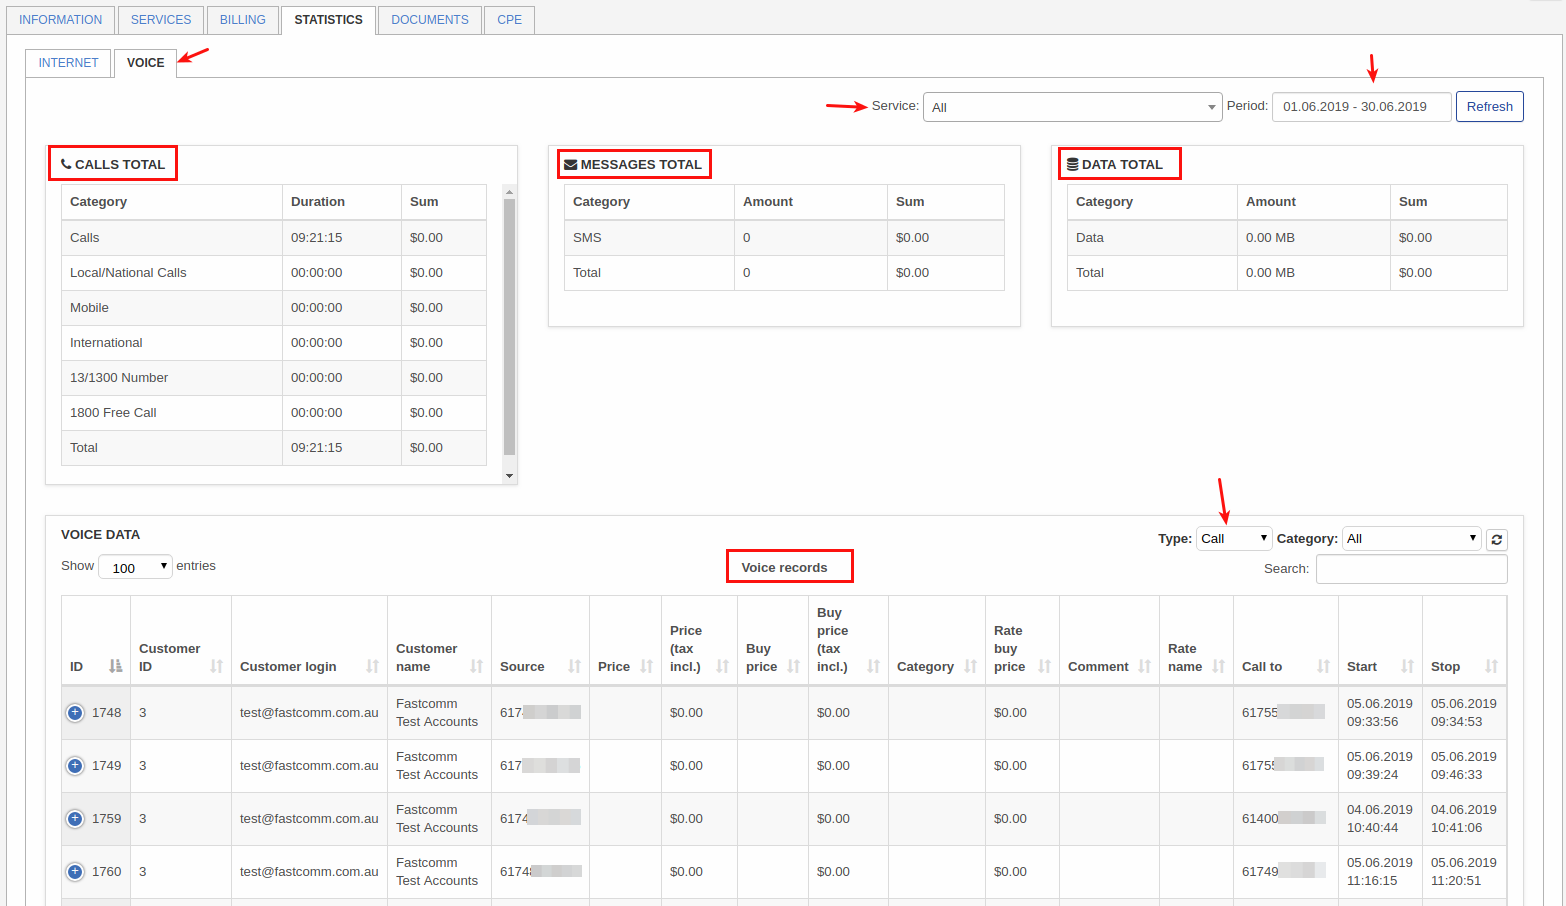 INFORMATION SERVICES BILLING STATISTICS DOCUMENTS CPE
INTERNET VOICE
Service: All Period: 01.06.2019 - 30.06.2019 Refresh
CALLS TOTAL
Category Duration Sum
Calls 09:21:15 $0.00
Local/National Calls 00:00:00 $0.00
Mobile 00:00:00 $0.00
International 00:00:00 $0.00
13/1300 Number 00:00:00 $0.00
1800 Free Call 00:00:00 $0.00
Total 09:21:15 $0.00
MESSAGES TOTAL
Category Amount Sum
SMS 0 $0.00
Total 0 $0.00
DATA TOTAL
Category Amount Sum
Data 0.00 MB $0.00
Total 0.00 MB $0.00
VOICE DATA
Type: Call Category: All
Show 100 entries
Voice records
Search:
ID Customer ID Customer login Customer name Source Price Price (tax incl.) Buy price Buy price (tax incl.) Category Rate buy price Comment Rate name Call to Start Stop
1748 3 test@fastcomm.com.au Fastcomm Test Accounts 617 $0.00 $0.00 $0.00 61755 05.06.2019 09:33:56 05.06.2019 09:34:53
1749 3 test@fastcomm.com.au Fastcomm Test Accounts 617 $0.00 $0.00 $0.00 61755 05.06.2019 09:39:24 05.06.2019 09:46:33
1759 3 test@fastcomm.com.au Fastcomm Test Accounts 6174 $0.00 $0.00 $0.00 61400 04.06.2019 10:40:44 04.06.2019 10:41:06
1760 3 test@fastcomm.com.au Fastcomm Test Accounts 6174 $0.00 $0.00 $0.00 61749 05.06.2019 11:16:15 05.06.2019 11:20:51